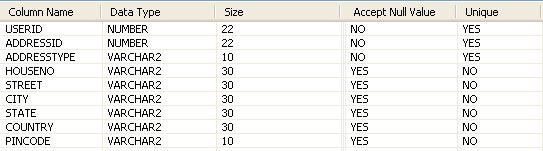 Column Name Data Type Size Accept Null Value Unique
USERID NUMBER 22 NO YES
ADDRESSID NUMBER 22 NO YES
ADDRESSTYPE VARCHAR2 10 NO YES
HOUSENO VARCHAR2 30 YES NO
STREET VARCHAR2 30 YES NO
CITY VARCHAR2 30 YES NO
STATE VARCHAR2 30 YES NO
COUNTRY VARCHAR2 30 YES NO
PINCODE VARCHAR2 10 YES NO